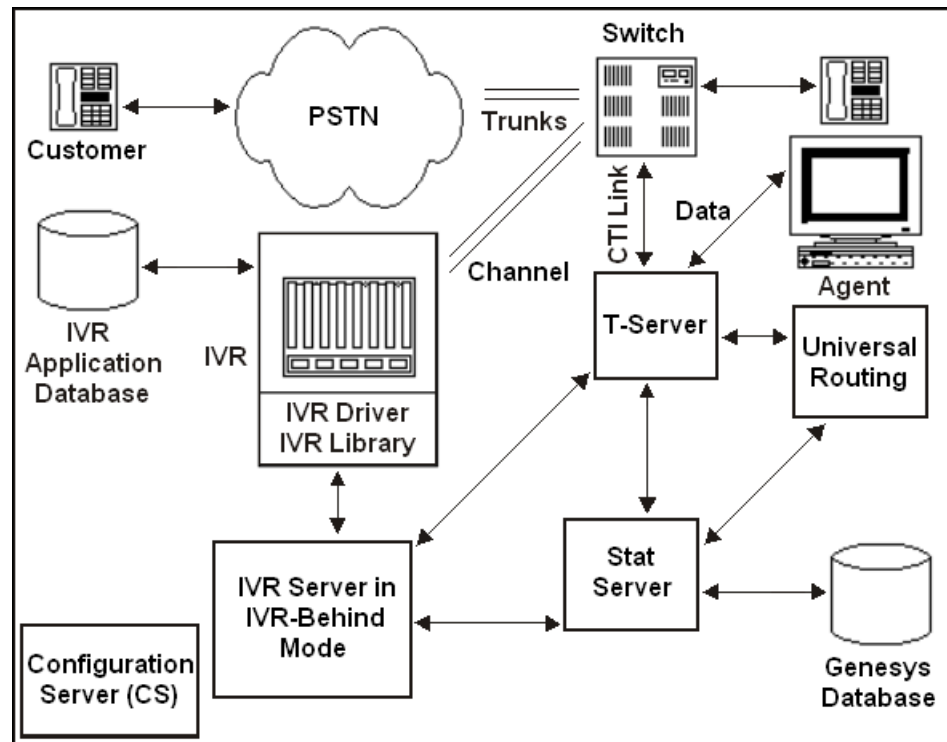 Switch
PSTN
Trunks
Customer
CTI Link
Data
Channel
Agent
T-Server
IVR
Application
Database
IVR
Universal
Routing
IVR Driver
IVR Library
Stat
Server
IVR Server in
IVR-Behind
Mode
Configuration
Server (CS)
Genesys
Database